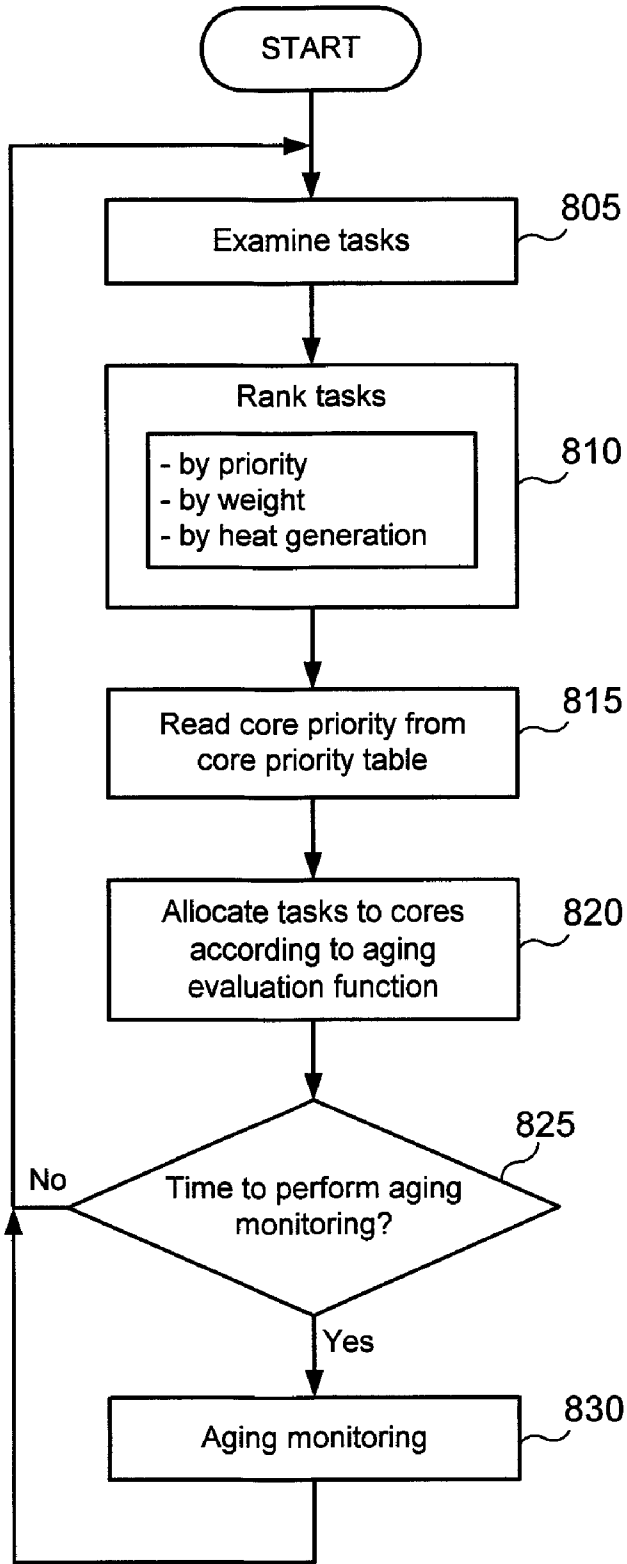 START
Examine tasks
805
Rank tasks
- by priority
- by weight
- by heat generation
810
Read core priority from
core priority table
815
Allocate tasks to cores
according to aging
evaluation function
820
Time to perform aging
monitoring?
825
No
Yes
Aging monitoring
830